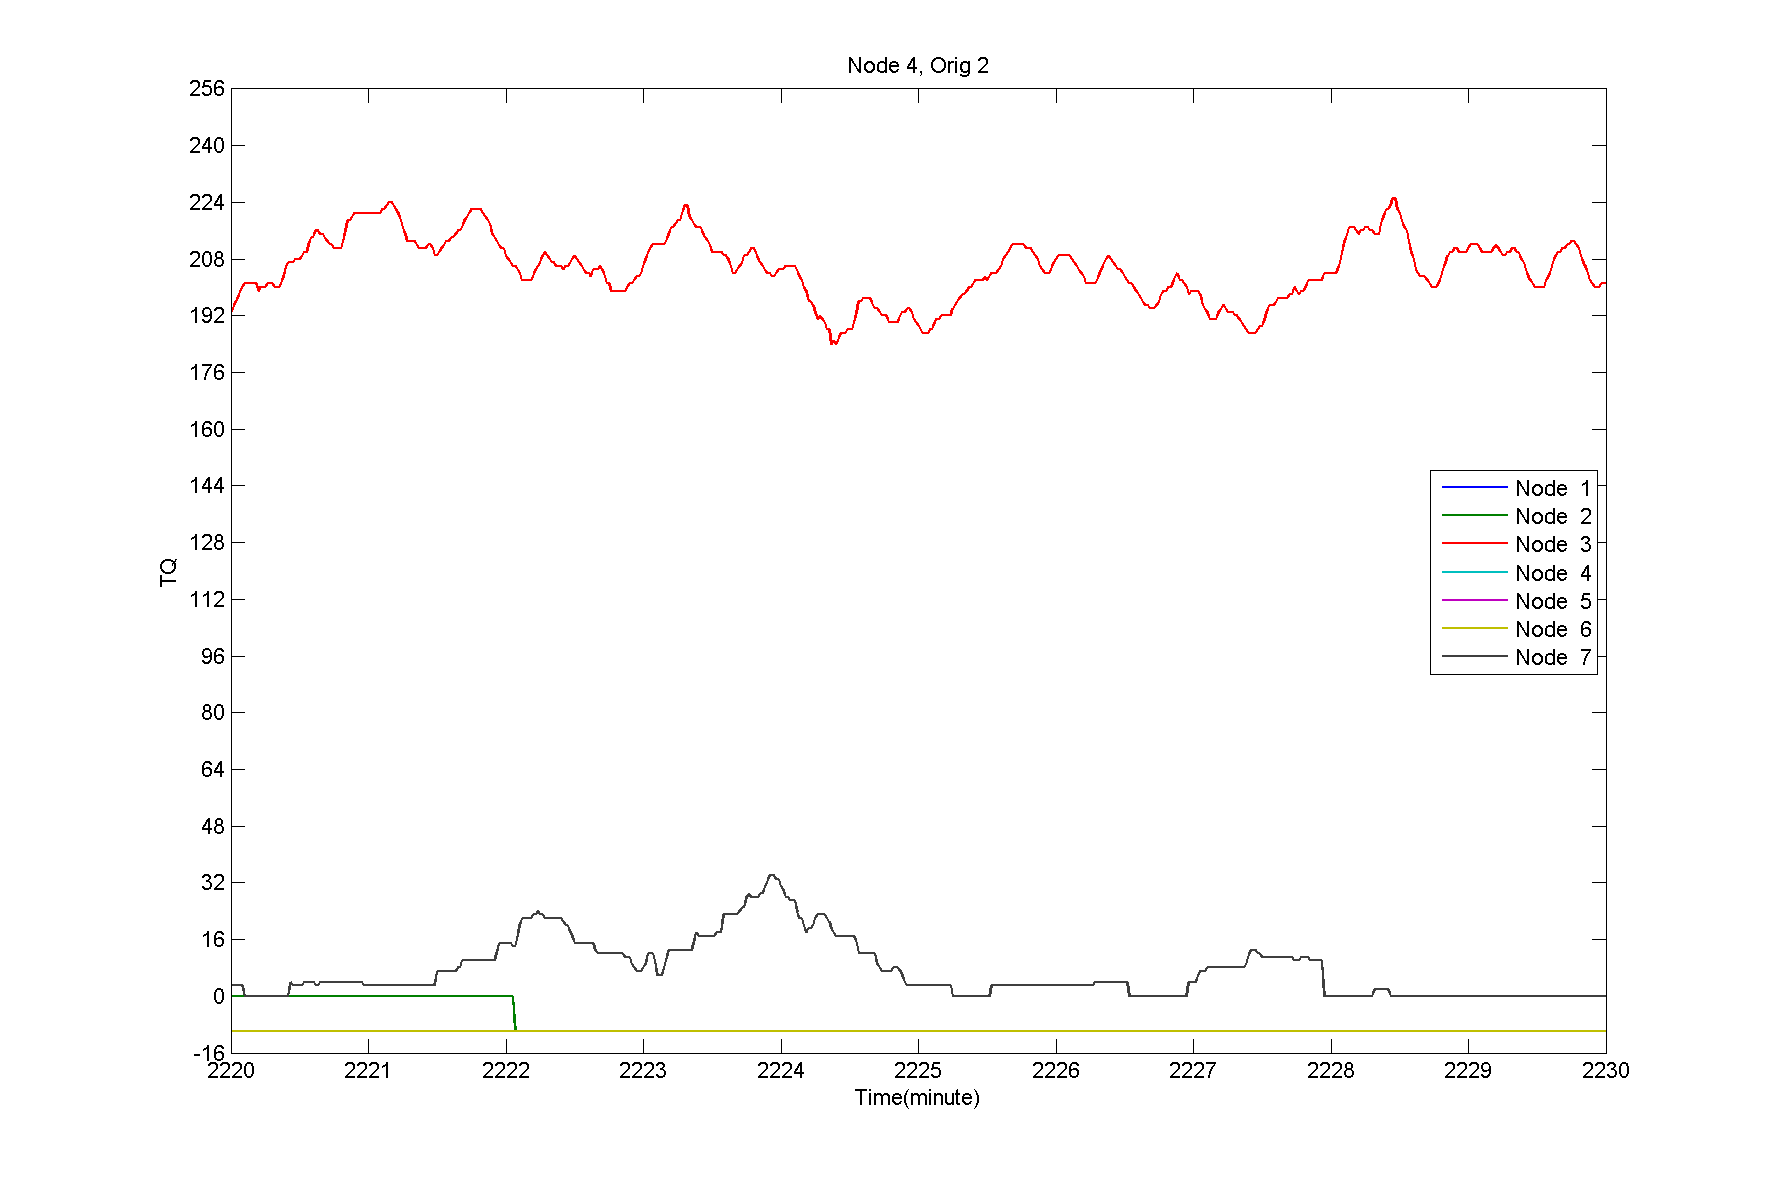 Node 4, Orig 2
256
240
224
208
192
176
160
144
128
112
96
80
64
48
32
16
0
-16
TQ
Node 1
Node 2
Node 3
Node 4
Node 5
Node 6
Node 7
2220 2221 2222 2223 2224 2225 2226 2227 2228 2229 2230
Time(minute)